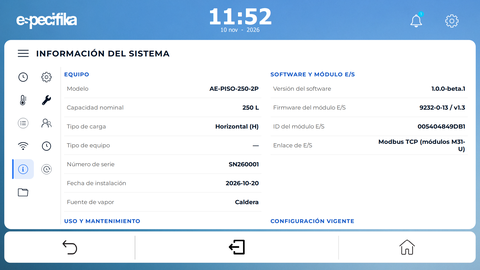 e-pecifika
11:52
10 nov - 2026
INFORMACIÓN DEL SISTEMA
EQUIPO
Modelo AE-PISO-250-2P
Capacidad nominal 250 L
Tipo de carga Horizontal (H)
Tipo de equipo —
Número de serie SN260001
Fecha de instalación 2026-10-20
Fuente de vapor Caldera
USO Y MANTENIMIENTO
SOFTWARE Y MÓDULO E/S
Versión del software 1.0.0-beta.1
Firmware del módulo E/S 9232-0-13 / v1.3
ID del módulo E/S 005404849DB1
Enlace de E/S Modbus TCP (módulos M31-
U)
CONFIGURACIÓN VIGENTE